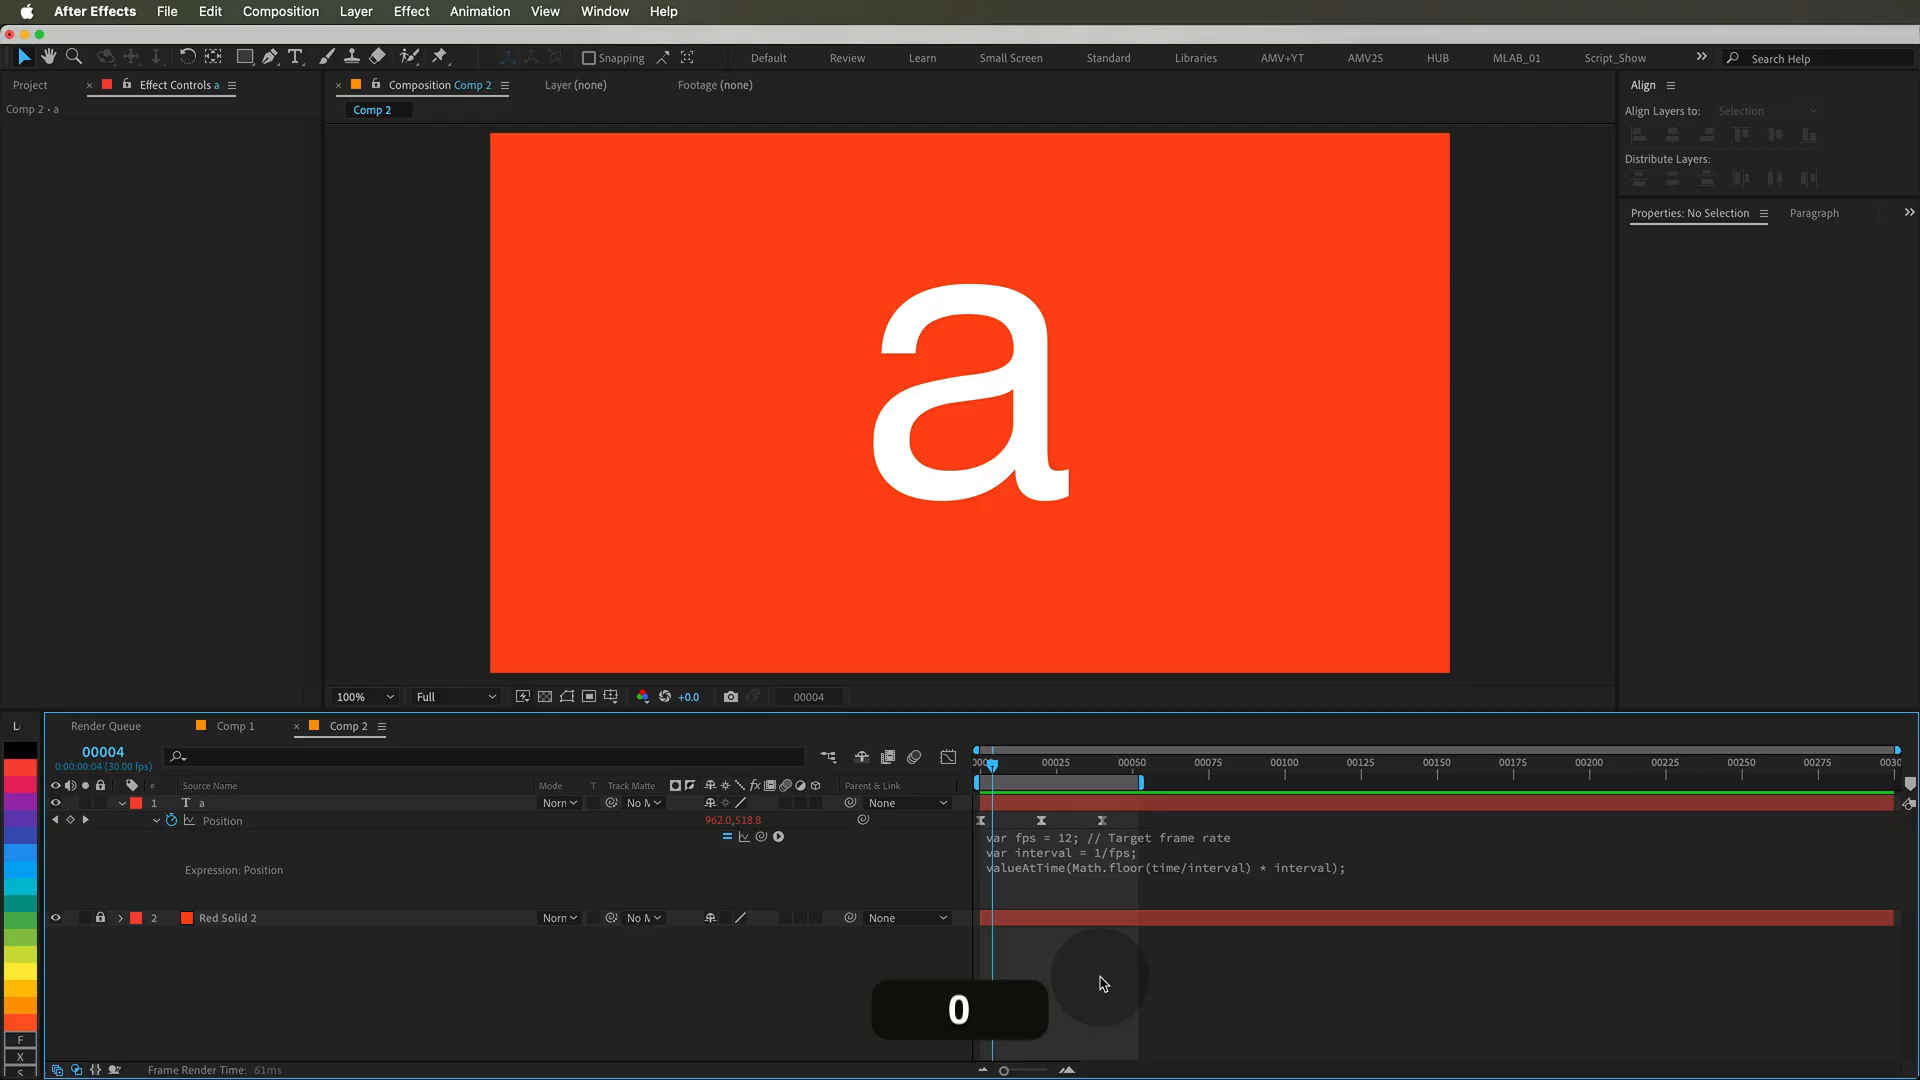 After Effects File Edit Composition Layer Effect Animation View Window Help
Snapping Default Review Learn Small Screen Standard Libraries AMV+YT AMV2S HUB MLAB_01 Script_Show Search Help
Project Effect Controls a Composition Comp 2 Layer (none) Footage (none) Align
Comp 2 • a Comp 2 Align Layers to: Selection
Distribute Layers:
Properties: No Selection Paragraph
a
100% Full +0.0 00004
Render Queue Comp 1 Comp 2
00004
0:00:00:04 (30.00 fps)
00025 00050 00075 00100 00125 00150 00175 00200 00225 00250 00275
# Source Name Mode T Track Matte fx Parent & Link
1 T a None
Position 962.0,518.8
var fps = 12; // Target frame rate
var interval = 1/fps;
valueAtTime(Math.floor(time/interval) * interval);
Expression: Position
2 Red Solid 2 None
0
F
X
S
Frame Render Time: 61ms